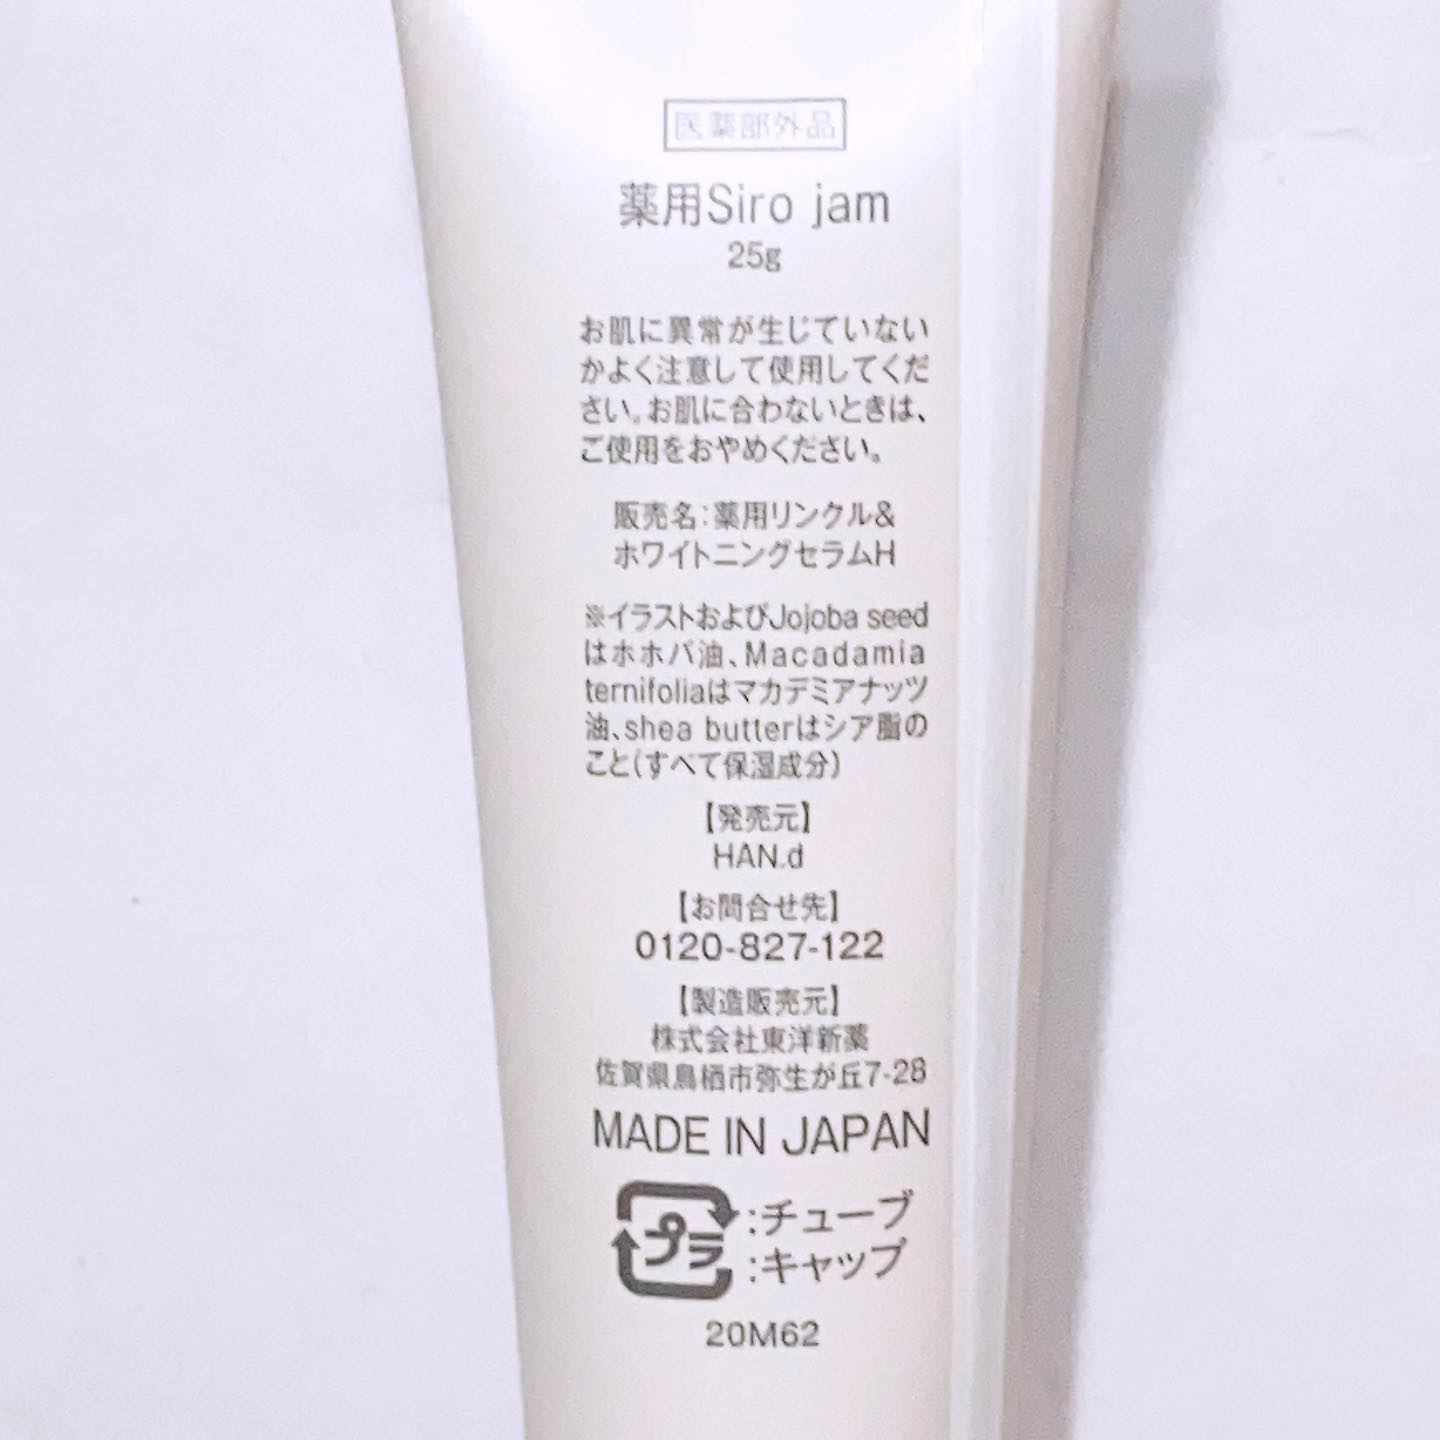 医薬部外品
薬用Siro jam
25g
お肌に異常が生じていない
かよく注意して使用してくだ
さい。お肌に合わないときは、
ご使用をおやめください。
販売名:薬用リンクル&
ホワイトニングセラムH
※イラストおよびJojoba seed
はホホバ油、Macadamia
ternifoliaはマカデミアナッツ
油、shea butterはシア脂の
こと(すべて保湿成分)
【発売元】
HAN.d
【お問合せ先】
0120-827-122
【製造販売元】
株式会社東洋新薬
佐賀県鳥栖市弥生が丘7-28
MADE IN JAPAN
プラ
:チューブ
:キャップ
20M62